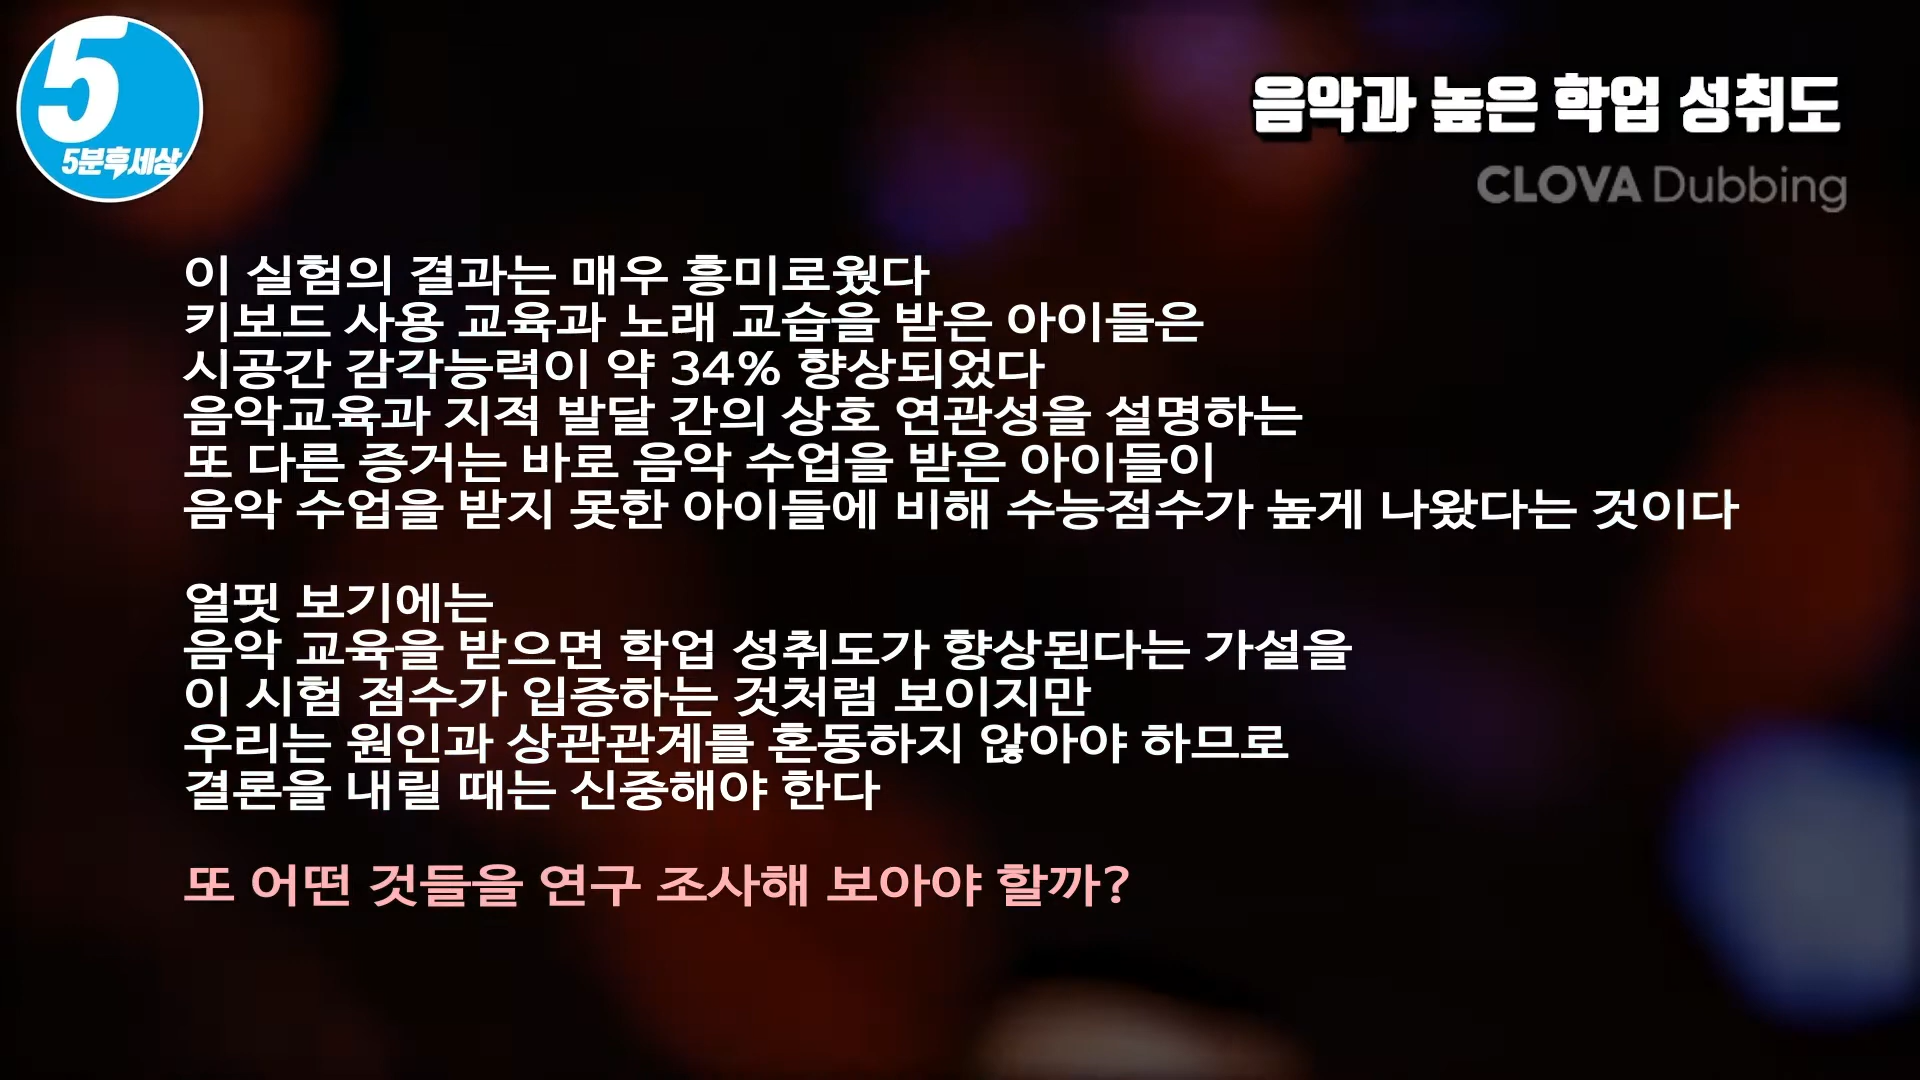 5
5분후세상
음악과 높은 학업 성취도
CLOVA Dubbing
이 실험의 결과는 매우 흥미로웠다
키보드 사용 교육과 노래 교습을 받은 아이들은
시공간 감각능력이 약 34% 향상되었다
음악교육과 지적 발달 간의 상호 연관성을 설명하는
또 다른 증거는 바로 음악 수업을 받은 아이들이
음악 수업을 받지 못한 아이들에 비해 수능점수가 높게 나왔다는 것이다
얼핏 보기에는
음악 교육을 받으면 학업 성취도가 향상된다는 가설을
이 시험 점수가 입증하는 것처럼 보이지만
우리는 원인과 상관관계를 혼동하지 않아야 하므로
결론을 내릴 때는 신중해야 한다
또 어떤 것들을 연구 조사해 보아야 할까?